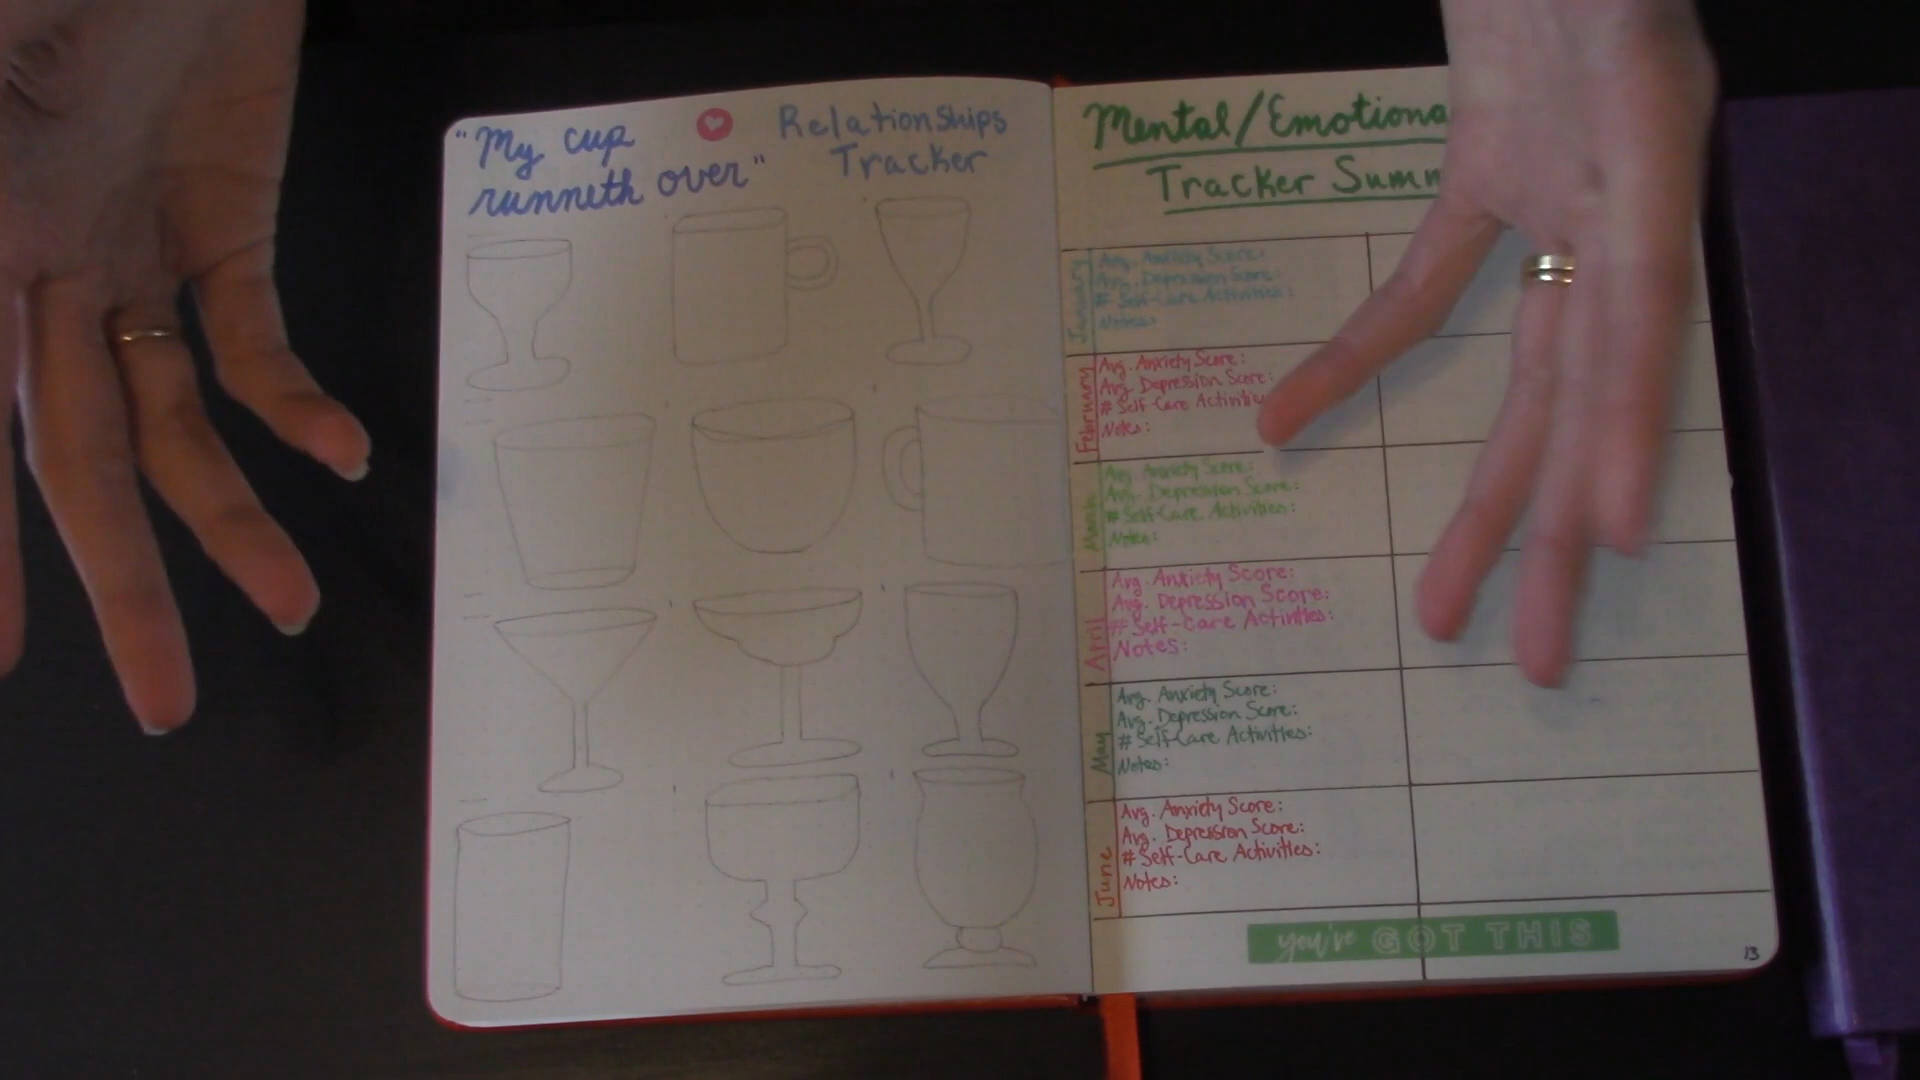 "My cup
runneth over"
Relationships
Tracker
Mental/Emotiona
Tracker Summ
January
Avg. Anxiety Score:
Avg. Depression Score:
# Self-Care Activities:
Notes:
February
Avg. Anxiety Score:
Avg. Depression Score:
# Self-Care Activitie
Notes:
March
Avg. Anxiety Score:
Avg. Depression Score:
# Self-Care Activities:
Notes:
April
Avg. Anxiety Score:
Avg. Depression Score:
# Self-Care Activities:
Notes:
May
Avg. Anxiety Score:
Avg. Depression Score:
# Self-Care Activities:
Notes:
June
Avg. Anxiety Score:
Avg. Depression Score:
# Self-Care Activities:
Notes:
you've GOT THIS
13